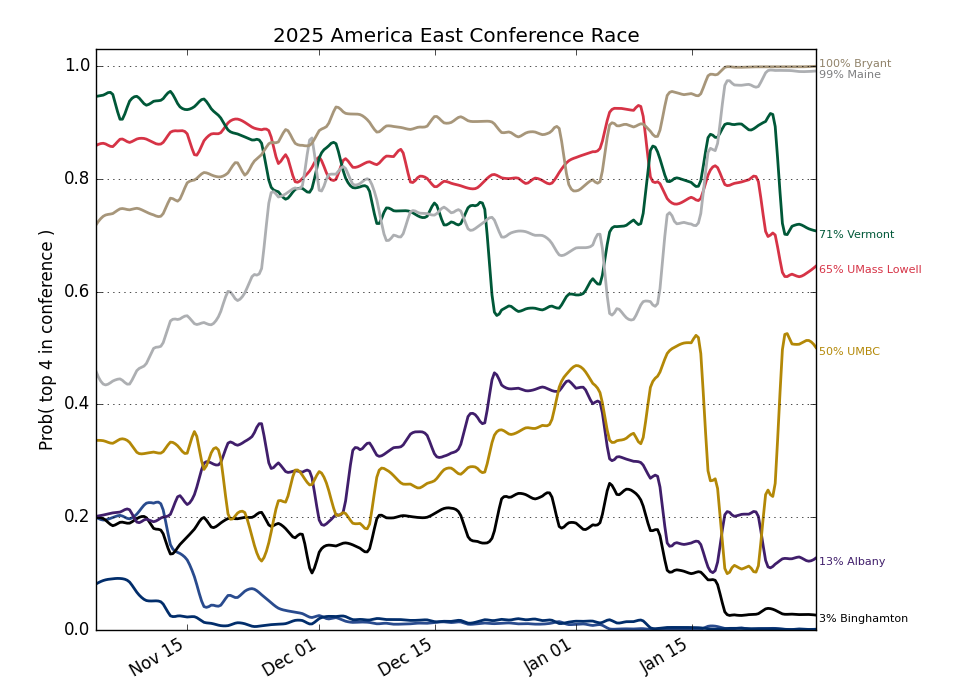 2025 America East Conference Race
Prob( top 4 in conference )
1.0
0.8
0.6
0.4
0.2
0.0
Nov 15
Dec 01
Dec 15
Jan 01
Jan 15
100% Bryant
99% Maine
71% Vermont
65% UMass Lowell
50% UMBC
13% Albany
3% Binghamton